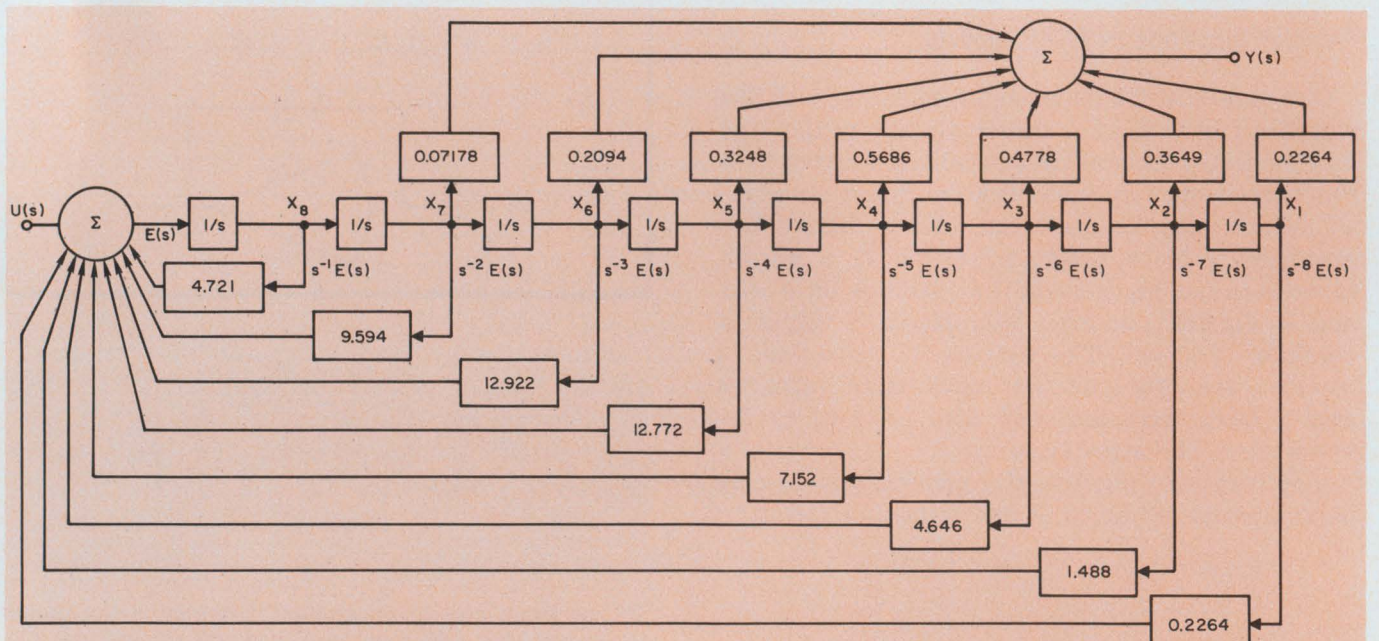 Σ
Y(s)
0.07178
0.2094
0.3248
0.5686
0.4778
0.3649
0.2264
U(s)
Σ
E(s)
1/s
X8
1/s
X7
1/s
X6
1/s
X5
1/s
X4
1/s
X3
1/s
X2
1/s
X1
s⁻¹ E(s)
s⁻² E(s)
s⁻³ E(s)
s⁻⁴ E(s)
s⁻⁵ E(s)
s⁻⁶ E(s)
s⁻⁷ E(s)
s⁻⁸ E(s)
4.721
9.594
12.922
12.772
7.152
4.646
1.488
0.2264